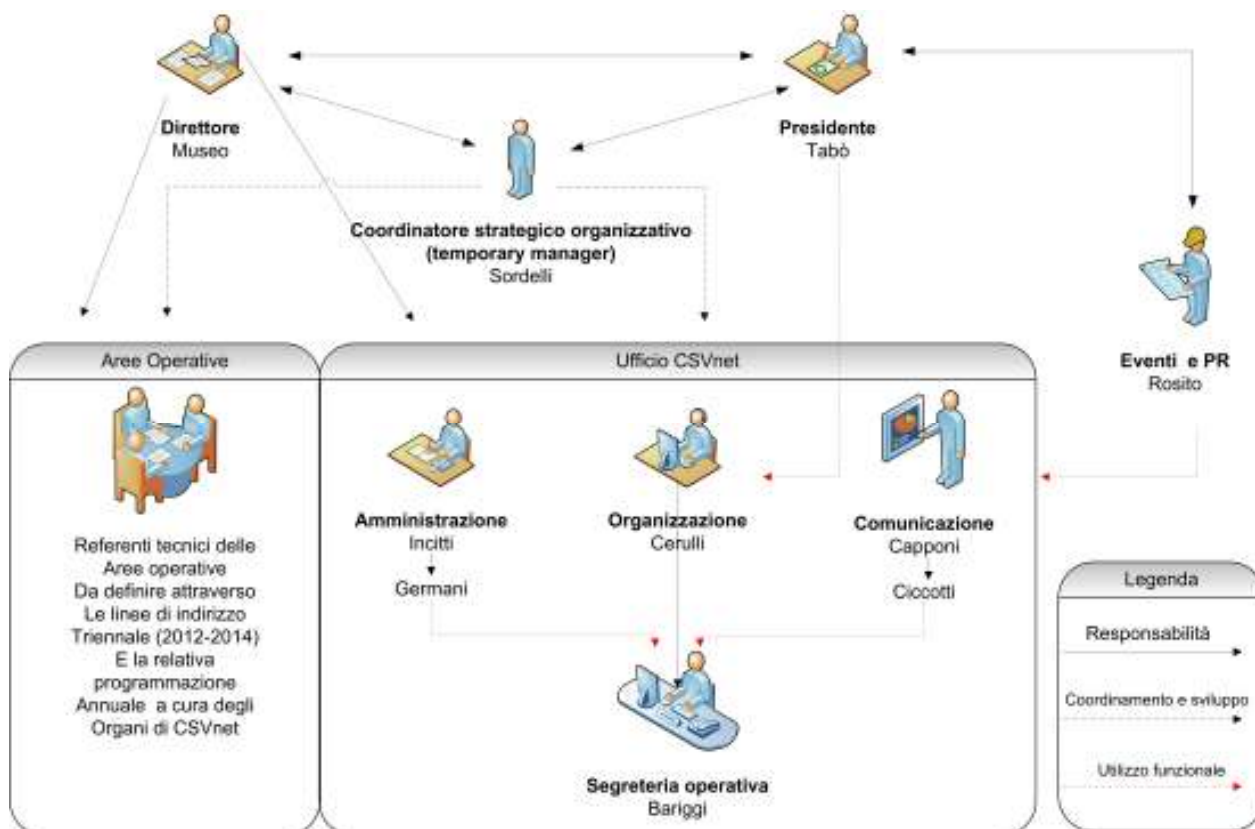 Direttore
Museo
Presidente
Tabò
Coordinatore strategico organizzativo
(temporary manager)
Sordelli
Eventi e PR
Rosito
Aree Operative
Referenti tecnici delle
Aree operative
Da definire attraverso
Le linee di indirizzo
Triennale (2012-2014)
E la relativa
programmazione
Annuale a cura degli
Organi di CSVnet
Ufficio CSVnet
Amministrazione
Incitti
Germani
Organizzazione
Cerulli
Comunicazione
Capponi
Ciccotti
Segreteria operativa
Bariggi
Legenda
Responsabilità
Coordinamento e sviluppo
Utilizzo funzionale